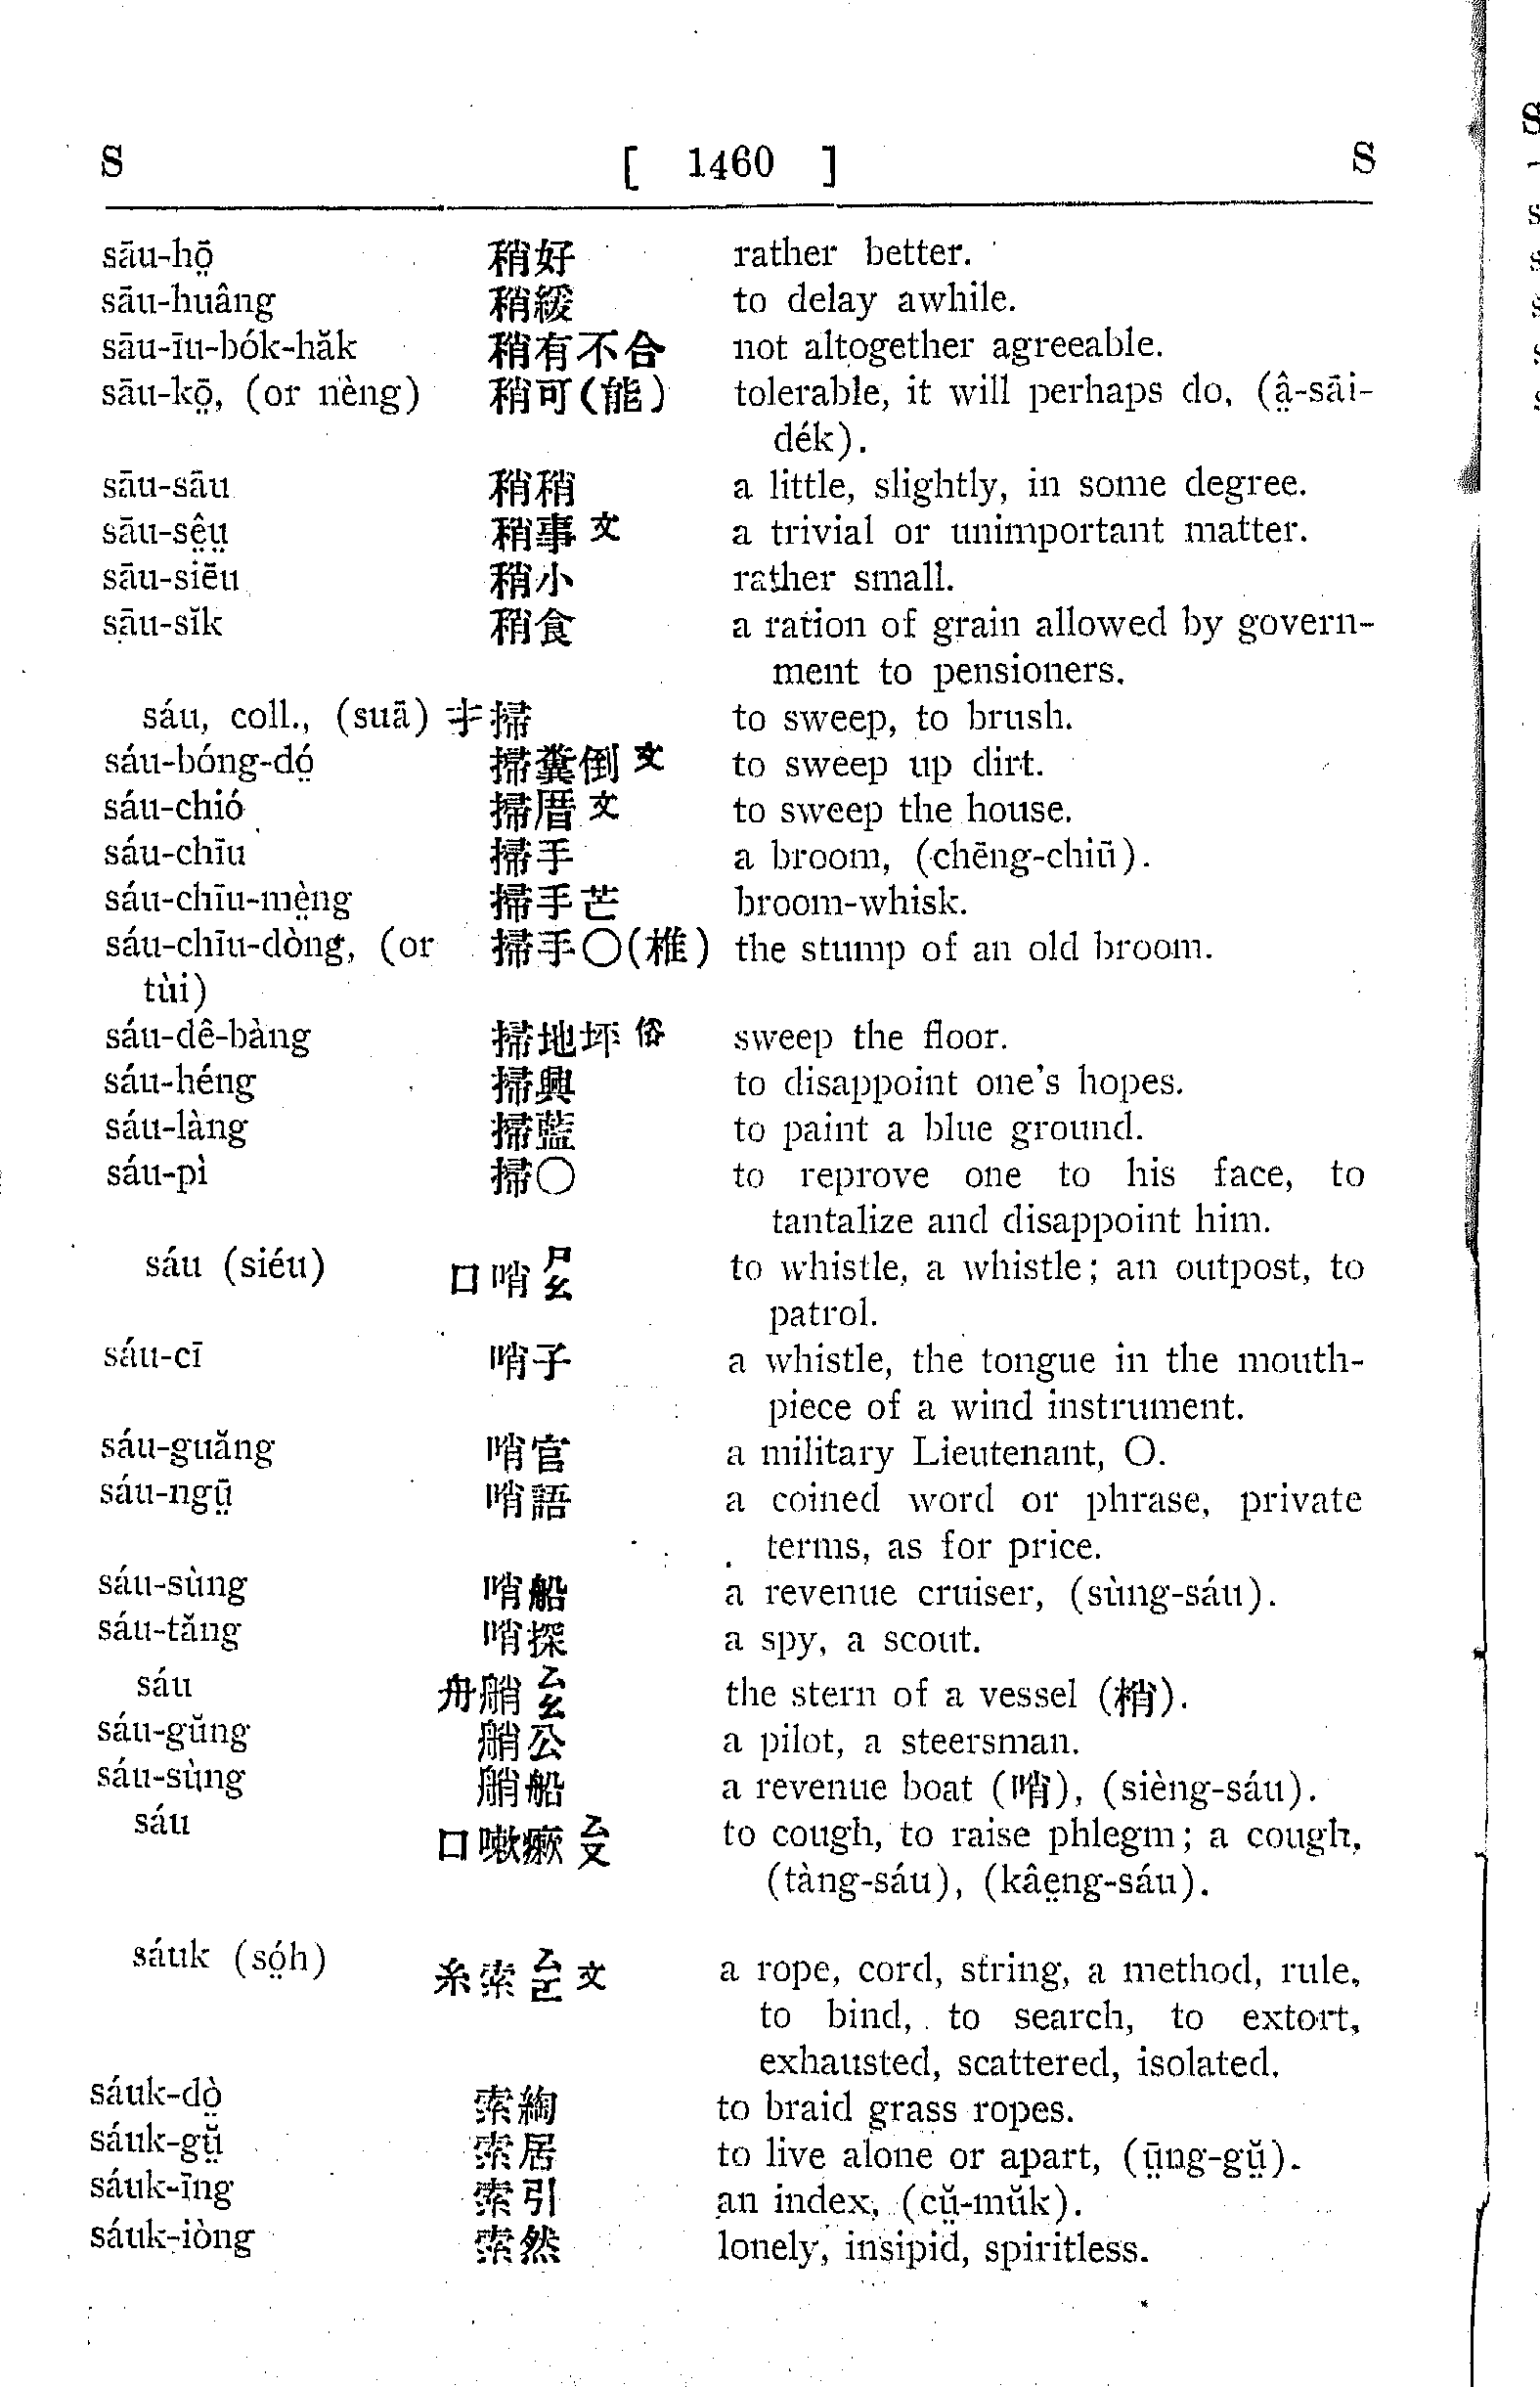 S [ 1460 ] S
sāu-hō̤ 稍好 rather better.
sāu-huâng 稍緩 to delay awhile.
sāu-īu-bók-hăk 稍有不合 not altogether agreeable.
sāu-kō̤, (or nèng) 稍可(能) tolerable, it will perhaps do, (â̤-sāi-
dék).
sāu-sāu 稍稍 a little, slightly, in some degree.
sāu-sê̤ṳ 稍事 文 a trivial or unimportant matter.
sāu-siēu 稍小 rather small.
sāu-sĭk 稍食 a ration of grain allowed by govern-
ment to pensioners.
sáu, coll., (suā) 扌掃 to sweep, to brush.
sáu-bóng-dó̤ 掃糞倒 文 to sweep up dirt.
sáu-chió 掃厝 文 to sweep the house.
sáu-chīu 掃手 a broom, (chēng-chiū).
sáu-chīu-mè̤ng 掃手芒 broom-whisk.
sáu-chīu-dòng, (or 掃手〇(椎) the stump of an old broom.
tùi)
sáu-dê-bàng 掃地坪 俗 sweep the floor.
sáu-héng 掃興 to disappoint one's hopes.
sáu-làng 掃藍 to paint a blue ground.
sáu-pì 掃〇 to reprove one to his face, to
tantalize and disappoint him.
sáu (siéu) 口哨 ㄕㄠ to whistle, a whistle; an outpost, to
patrol.
sáu-cī 哨子 a whistle, the tongue in the mouth-
piece of a wind instrument.
sáu-guăng 哨官 a military Lieutenant, O.
sáu-ngṳ̄ 哨語 a coined word or phrase, private
terms, as for price.
sáu-sùng 哨船 a revenue cruiser, (sùng-sáu).
sáu-tăng 哨探 a spy, a scout.
sáu 舟艄 ㄙㄠ the stern of a vessel (梢).
sáu-gŭng 艄公 a pilot, a steersman.
sáu-sùng 艄船 a revenue boat (哨), (sièng-sáu).
sáu 口嗽瘷 ㄙㄡ to cough, to raise phlegm; a cough,
(tàng-sáu), (kâe̤ng-sáu).
sáuk (só̤h) 糸索 ㄙㄛ 文 a rope, cord, string, a method, rule,
to bind, to search, to extort,
exhausted, scattered, isolated.
sáuk-dò̤ 索綯 to braid grass ropes.
sáuk-gṳ̆ 索居 to live alone or apart, (ṳ̄ng-gṳ̆).
sáuk-īng 索引 an index, (cṳ̆-mŭk).
sáuk-iòng 索然 lonely, insipid, spiritless.